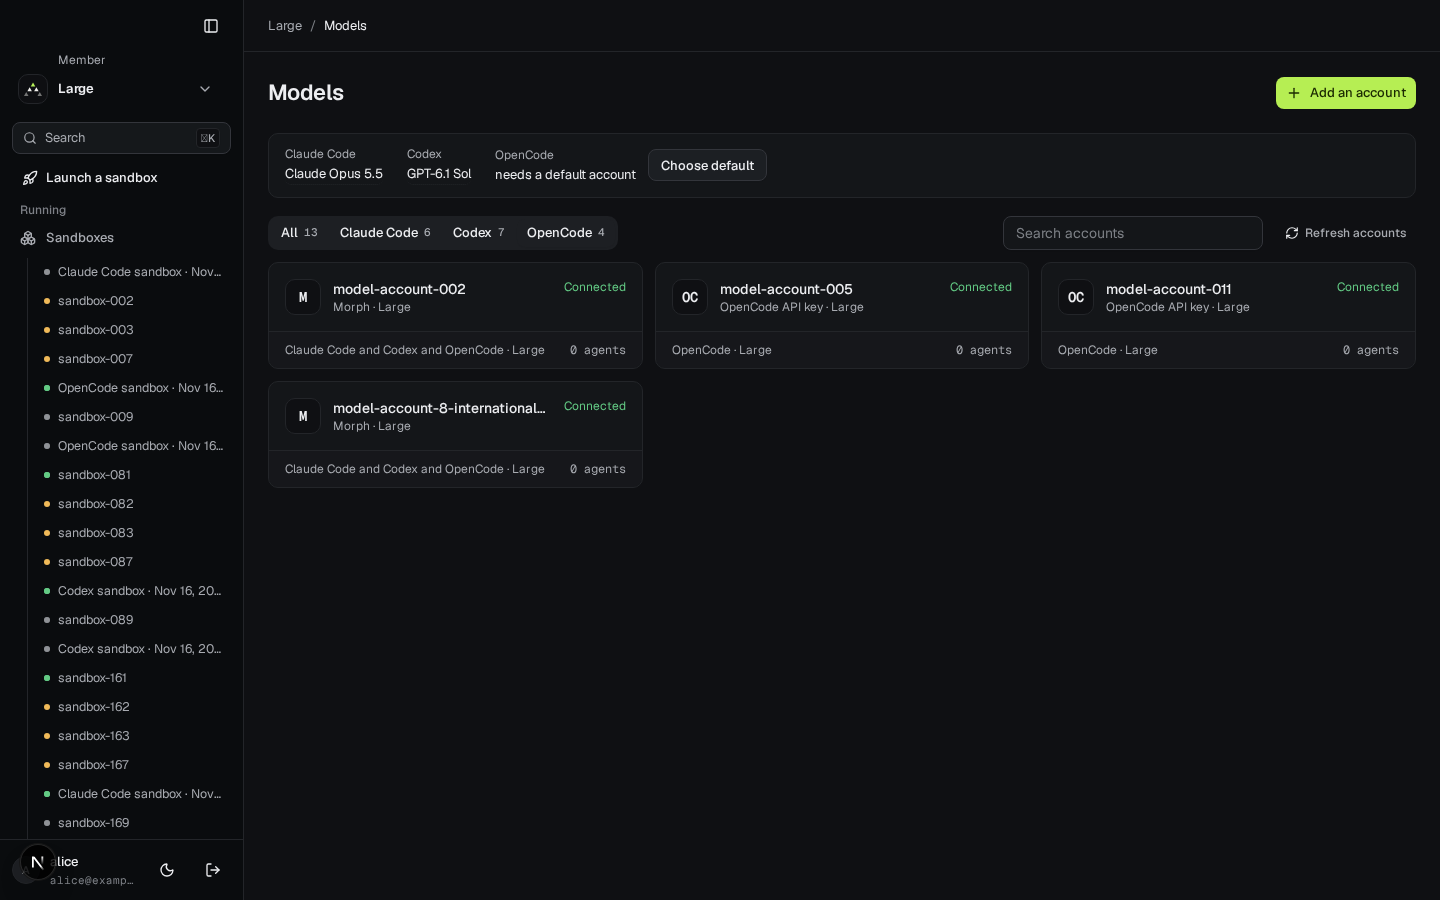 Member
Large
Search
K
Launch a sandbox
Running
Sandboxes
Claude Code sandbox · Nov…
sandbox-002
sandbox-003
sandbox-007
OpenCode sandbox · Nov 16…
sandbox-009
OpenCode sandbox · Nov 16…
sandbox-081
sandbox-082
sandbox-083
sandbox-087
Codex sandbox · Nov 16, 20…
sandbox-089
Codex sandbox · Nov 16, 20…
sandbox-161
sandbox-162
sandbox-163
sandbox-167
Claude Code sandbox · Nov…
sandbox-169
N
alice
alice@examp…
Large / Models
Models
Add an account
Claude Code
Claude Opus 5.5
Codex
GPT-6.1 Sol
OpenCode
needs a default account
Choose default
All 13
Claude Code 6
Codex 7
OpenCode 4
Search accounts
Refresh accounts
M
model-account-002
Morph · Large
Connected
Claude Code and Codex and OpenCode · Large
0 agents
OC
model-account-005
OpenCode API key · Large
Connected
OpenCode · Large
0 agents
OC
model-account-011
OpenCode API key · Large
Connected
OpenCode · Large
0 agents
M
model-account-8-international…
Morph · Large
Connected
Claude Code and Codex and OpenCode · Large
0 agents